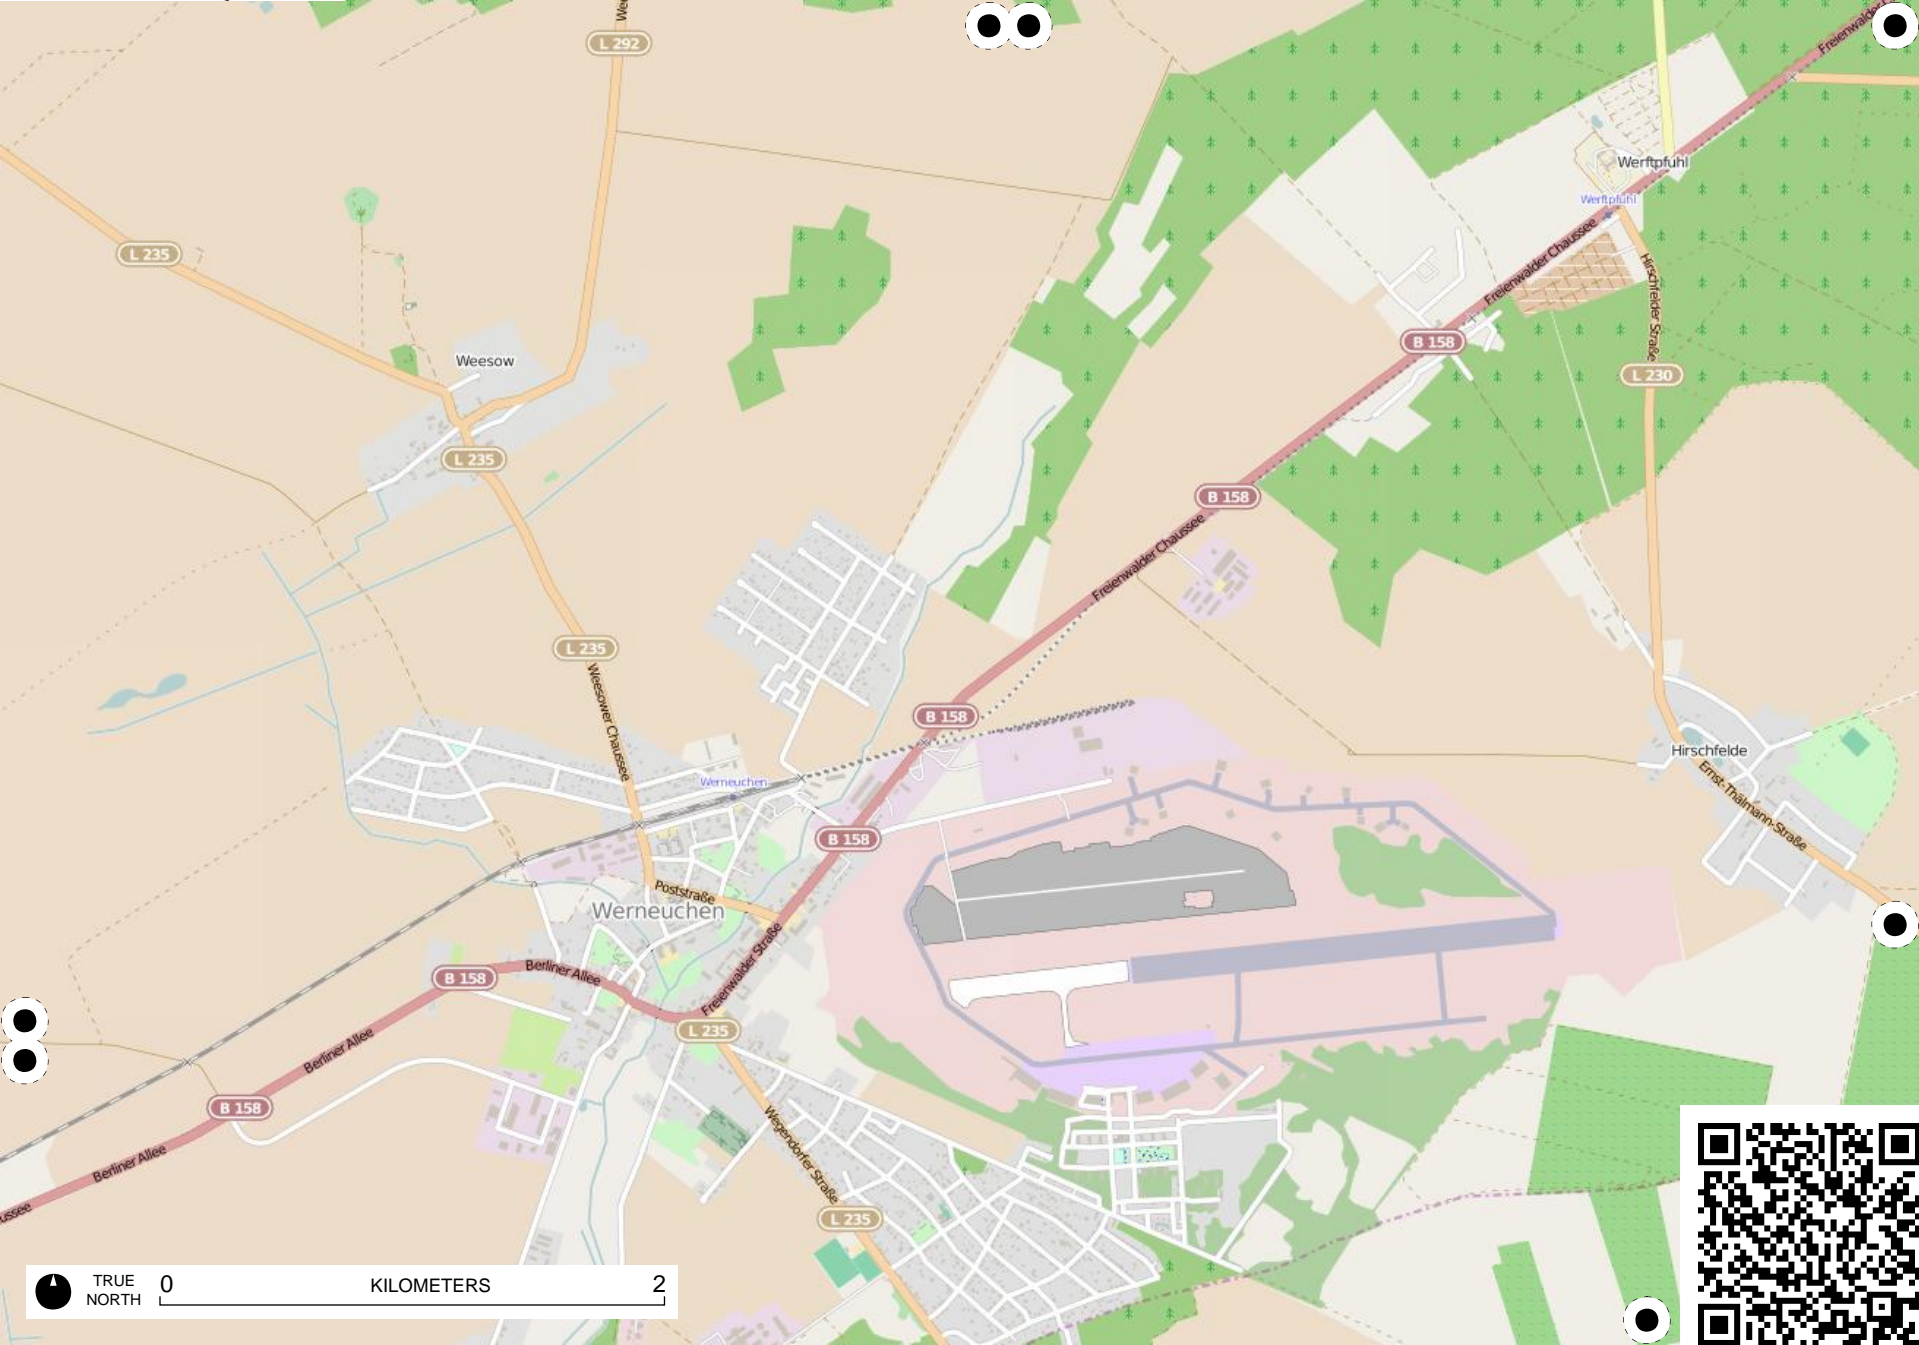 L 292
Freienwalder
Werftpfuhl
Werftpfuhl
Freienwalder Chaussee
Hirschfelder Straße
L 235
B 158
Weesow
L 230
L 235
B 158
Freienwalder Chaussee
L 235
Weesower Chaussee
B 158
Hirschfelde
Ernst-Thälmann-Straße
Werneuchen
B 158
Poststraße
Werneuchen
Freienwalder Straße
Berliner Allee
B 158
L 235
Berliner Allee
B 158
Wegendorfer Straße
Berliner Allee
L 235
ussee
TRUE
NORTH
0 KILOMETERS 2